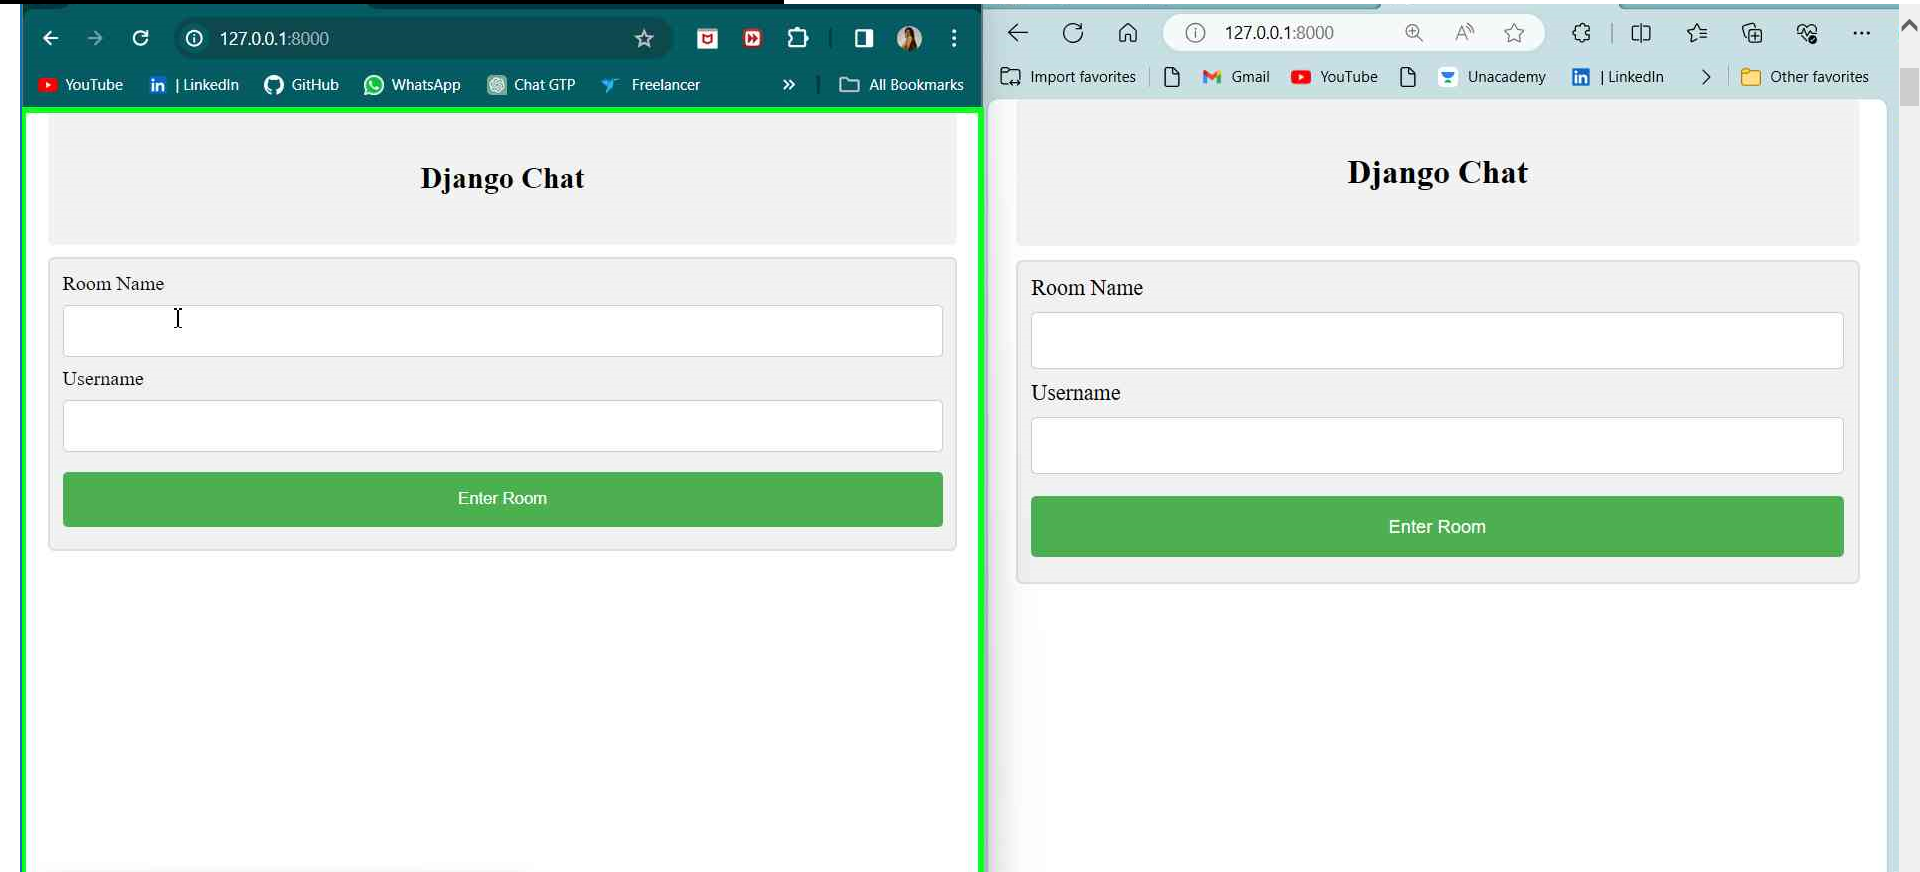 127.0.0.1:8000
YouTube | LinkedIn GitHub WhatsApp Chat GTP Freelancer » All Bookmarks
Django Chat
Room Name
Username
Enter Room
127.0.0.1:8000
Import favorites Gmail YouTube Unacademy | LinkedIn Other favorites
Django Chat
Room Name
Username
Enter Room